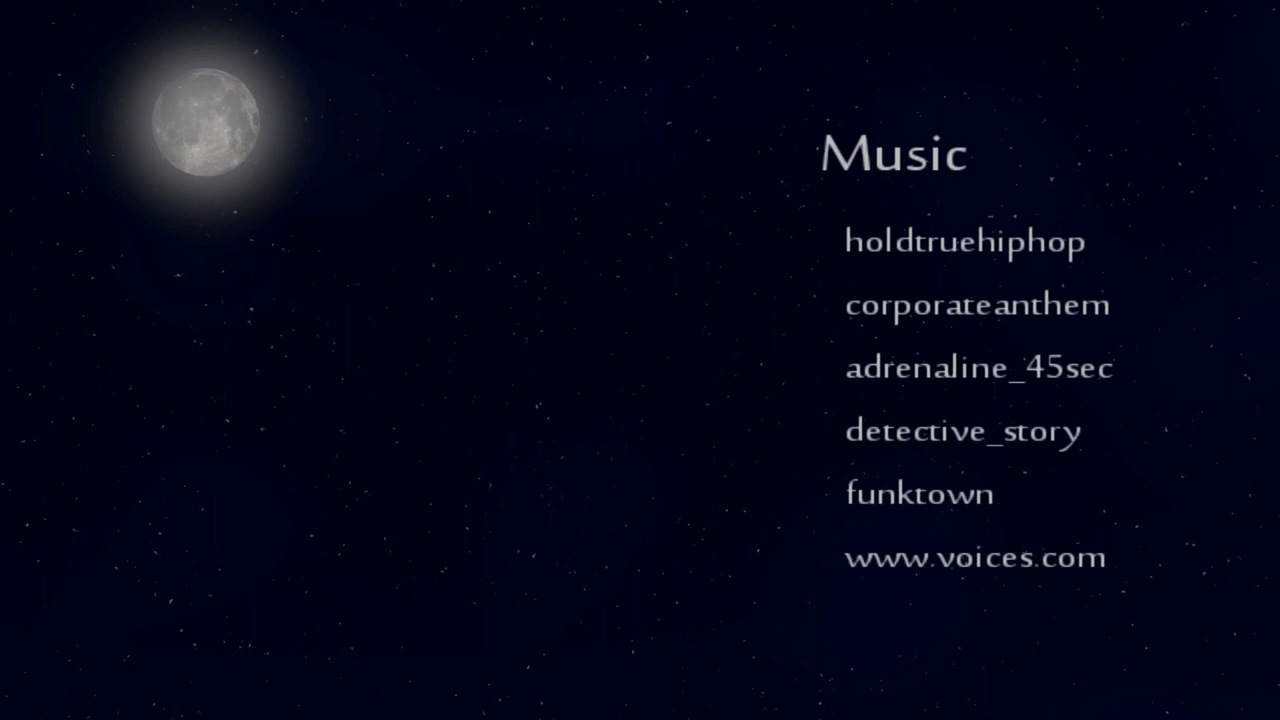 Music
holdtruehiphop
corporateanthem
adrenaline_45sec
detective_story
funktown
www.voices.com